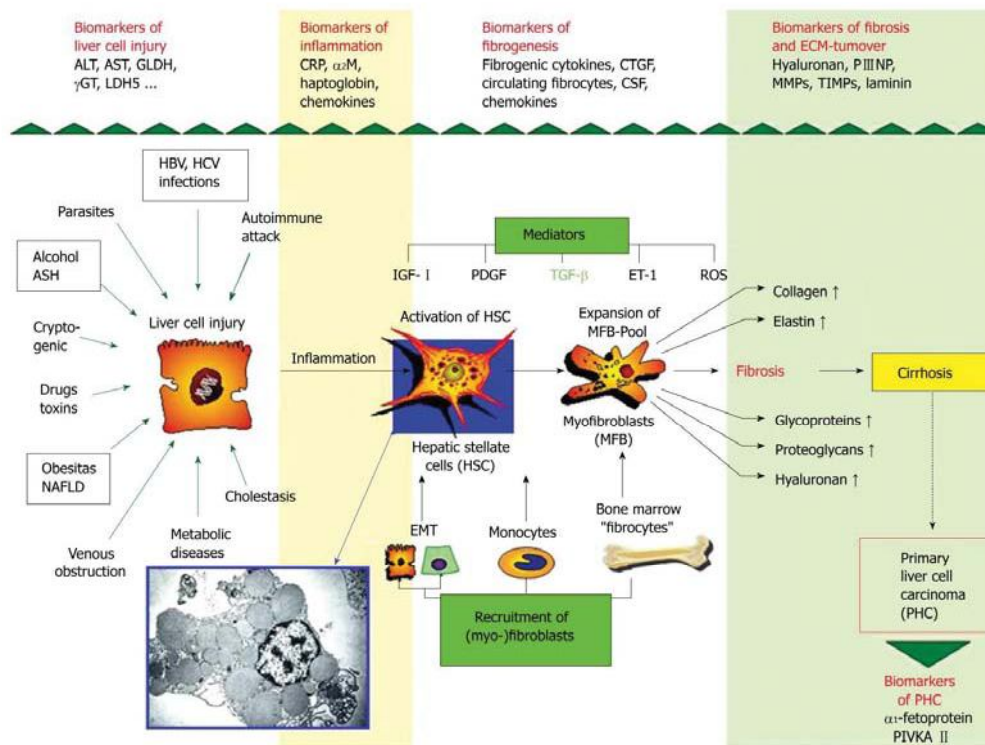 Biomarkers of
liver cell injury
ALT, AST, GLDH,
γGT, LDH5 ...
Biomarkers of
inflammation
CRP, α2M,
haptoglobin,
chemokines
Biomarkers of
fibrogenesis
Fibrogenic cytokines, CTGF,
circulating fibrocytes, CSF,
chemokines
Biomarkers of fibrosis
and ECM-tumover
Hyaluronan, PⅢNP,
MMPs, TIMPs, laminin
HBV, HCV
infections
Parasites
Autoimmune
attack
Alcohol
ASH
Liver cell injury
Crypto-
genic
Drugs
toxins
Obesitas
NAFLD
Cholestasis
Metabolic
diseases
Venous
obstruction
Inflammation
Mediators
IGF-Ⅰ
PDGF
TGF-β
ET-1
ROS
Activation of HSC
Expansion of
MFB-Pool
Hepatic stellate
cells (HSC)
Myofibroblasts
(MFB)
Collagen ↑
Elastin ↑
Fibrosis
Cirrhosis
Glycoproteins ↑
Proteoglycans ↑
Hyaluronan ↑
EMT
Monocytes
Bone marrow
"fibrocytes"
Recruitment of
(myo-)fibroblasts
Primary
liver cell
carcinoma
(PHC)
Biomarkers
of PHC
α1-fetoprotein
PIVKA Ⅱ